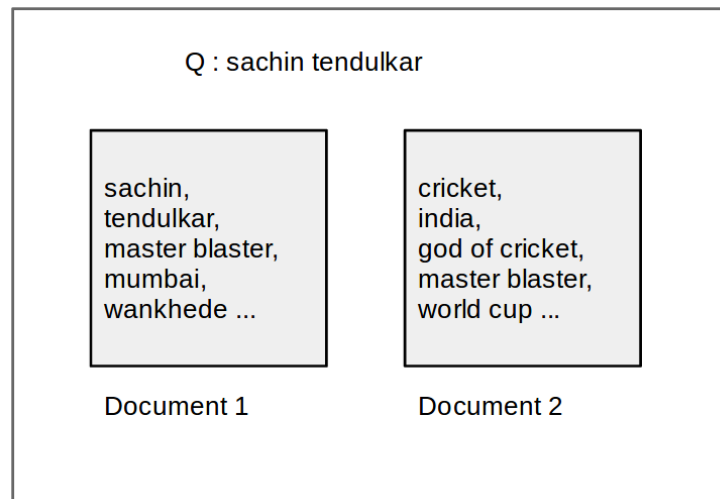 Q : sachin tendulkar
sachin,
tendulkar,
master blaster,
mumbai,
wankhede ...
Document 1
cricket,
india,
god of cricket,
master blaster,
world cup ...
Document 2